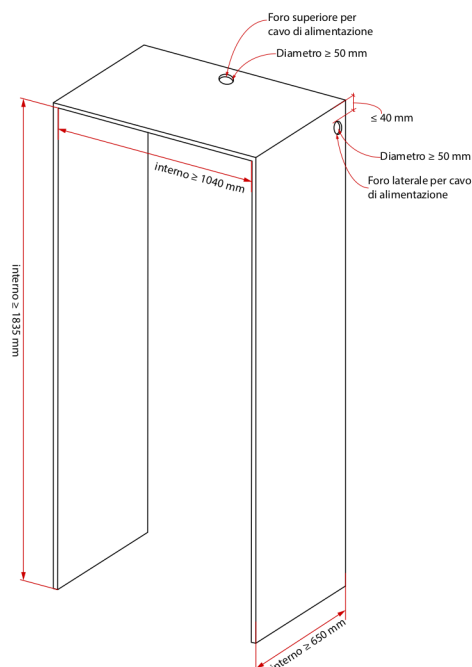 Foro superiore per
cavo di alimentazione
Diametro ≥ 50 mm
≤ 40 mm
Diametro ≥ 50 mm
Foro laterale per cavo
di alimentazione
interno ≥ 1040 mm
interno ≥ 1835 mm
interno ≥ 650 mm